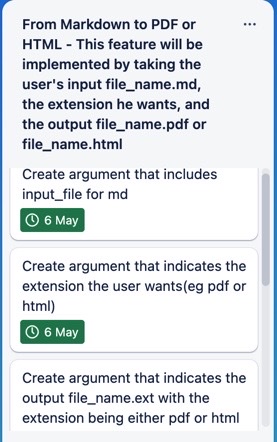 From Markdown to PDF or
HTML - This feature will be
implemented by taking the
user's input file_name.md,
the extension he wants, and
the output file_name.pdf or
file_name.html
Create argument that includes
input_file for md
6 May
Create argument that indicates the
extension the user wants(eg pdf or
html)
6 May
Create argument that indicates the
output file_name.ext with the
extension being either pdf or html